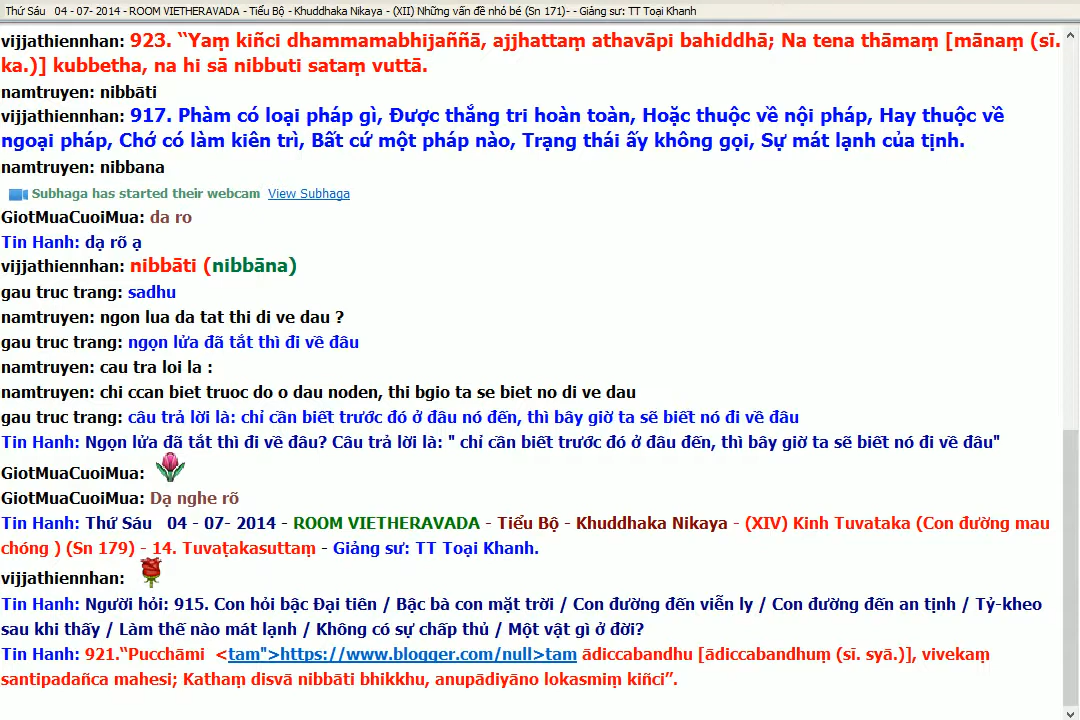 Thứ Sáu 04 - 07- 2014 - ROOM VIETHERAVADA - Tiểu Bộ - Khuddhaka Nikaya - (XII) Những vấn đề nhỏ bé (Sn 171)- - Giảng sư: TT Toại Khanh
vijjathiennhan: 923. ‘‘Yaṃ kiñci dhammamabhijaññā, ajjhattaṃ athavāpi bahiddhā; Na tena thāmaṃ [mānaṃ (sī.
ka.)] kubbetha, na hi sā nibbuti sataṃ vuttā.
namtruyen: nibbāti
vijjathiennhan: 917. Phàm có loại pháp gì, Được thắng tri hoàn toàn, Hoặc thuộc về nội pháp, Hay thuộc về
ngoại pháp, Chớ có làm kiên trì, Bất cứ một pháp nào, Trạng thái ấy không gọi, Sự mát lạnh của tịnh.
namtruyen: nibbana
Subhaga has started their webcam View Subhaga
GiotMuaCuoiMua: da ro
Tin Hanh: dạ rõ ạ
vijjathiennhan: nibbāti (nibbāna)
gau truc trang: sadhu
namtruyen: ngon lua da tat thi di ve dau ?
gau truc trang: ngọn lửa đã tắt thì đi về đâu
namtruyen: cau tra loi la :
namtruyen: chi ccan biet truoc do o dau noden, thi bgio ta se biet no di ve dau
gau truc trang: câu trả lời là: chỉ cần biết trước đó ở đâu nó đến, thì bây giờ ta sẽ biết nó đi về đâu
Tin Hanh: Ngọn lửa đã tắt thì đi về đâu? Câu trả lời là: " chỉ cần biết trước đó ở đâu đến, thì bây giờ ta sẽ biết nó đi về đâu"
GiotMuaCuoiMua:
GiotMuaCuoiMua: Dạ nghe rõ
Tin Hanh: Thứ Sáu 04 - 07- 2014 - ROOM VIETHERAVADA - Tiểu Bộ - Khuddhaka Nikaya - (XIV) Kinh Tuvataka (Con đường mau
chóng ) (Sn 179) - 14. Tuvaṭakasuttaṃ - Giảng sư: TT Toại Khanh.
vijjathiennhan:
Tin Hanh: Người hỏi: 915. Con hỏi bậc Đại tiên / Bậc bà con mặt trời / Con đường đến viễn ly / Con đường đến an tịnh / Tỷ-kheo
sau khi thấy / Làm thế nào mát lạnh / Không có sự chấp thủ / Một vật gì ở đời?
Tin Hanh: 921.“Pucchāmi <tam">https://www.blogger.com/null>tam ādiccabandhu [ādiccabandhuṃ (sī. syā.)], vivekaṃ
santipadañca mahesi; Kathaṃ disvā nibbāti bhikkhu, anupādiyāno lokasmiṃ kiñci”.